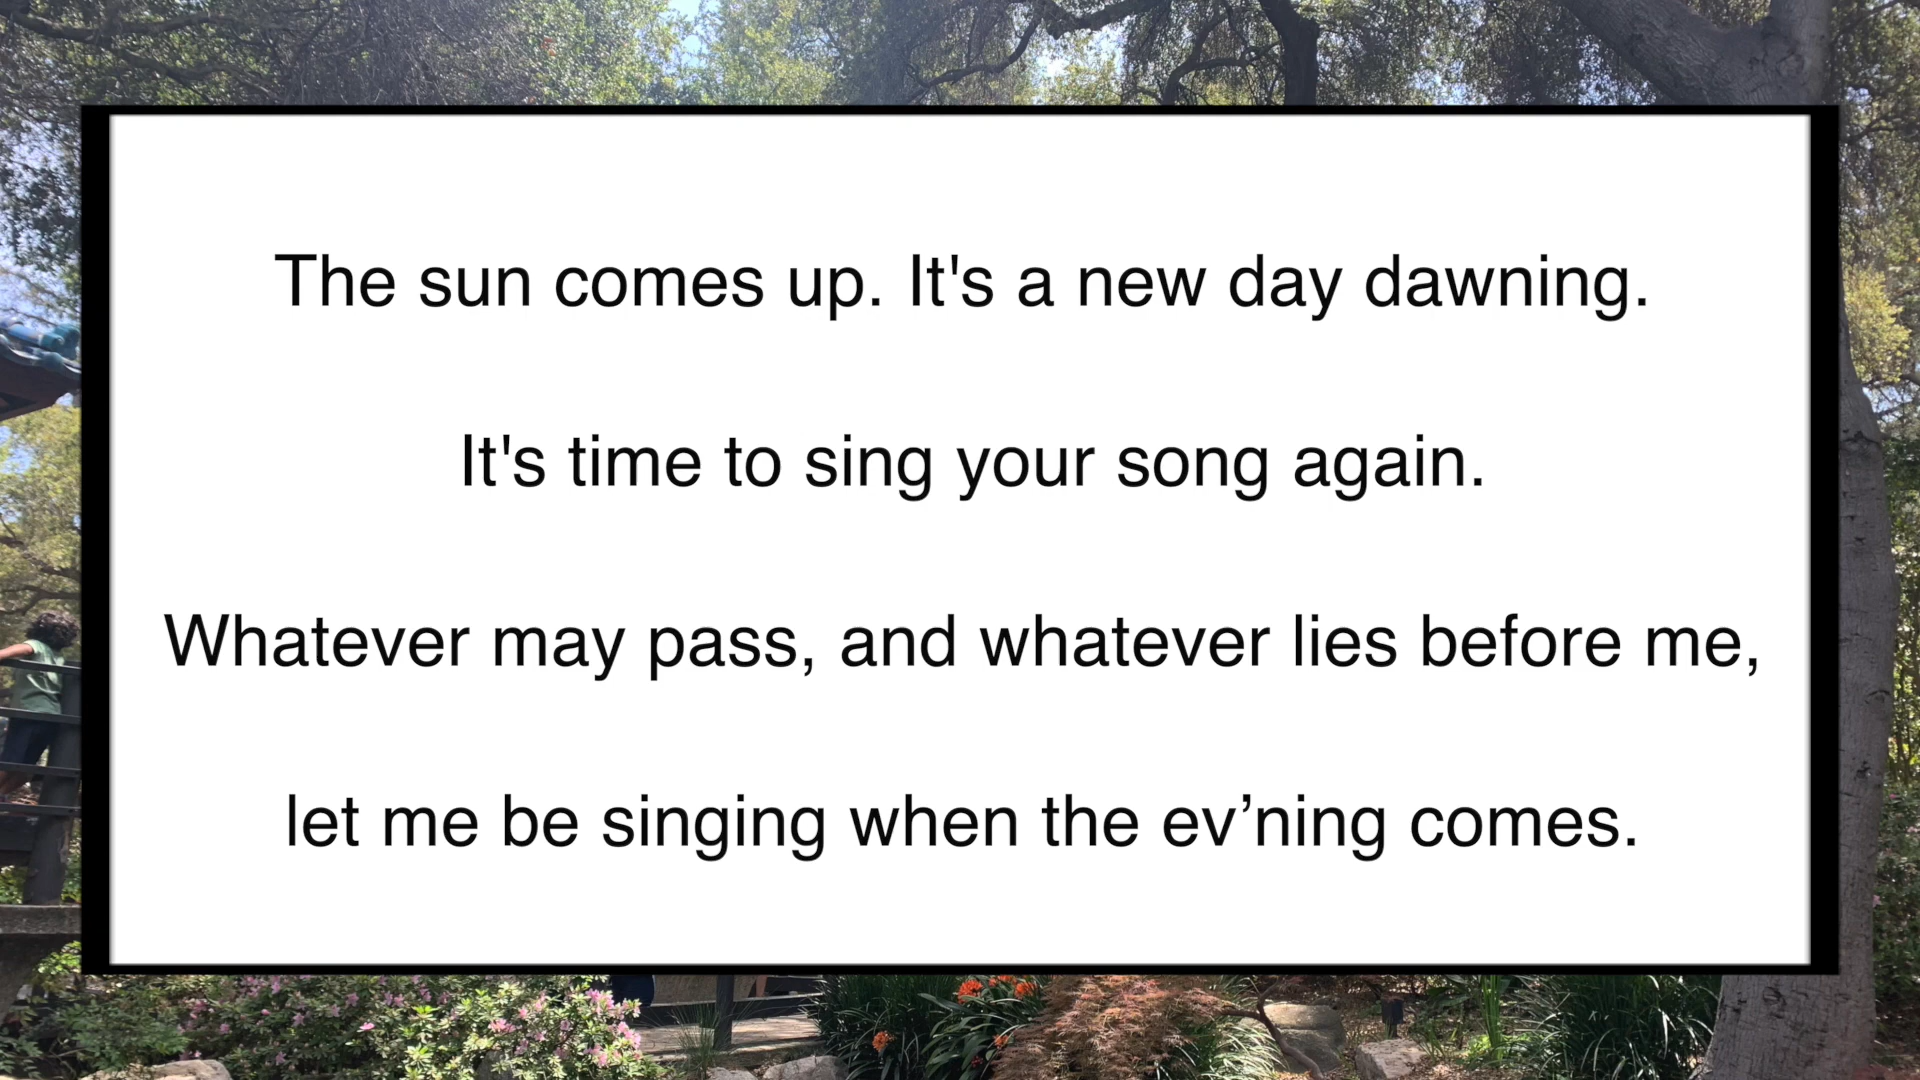 The sun comes up. It's a new day dawning.
It's time to sing your song again.
Whatever may pass, and whatever lies before me,
let me be singing when the ev’ning comes.